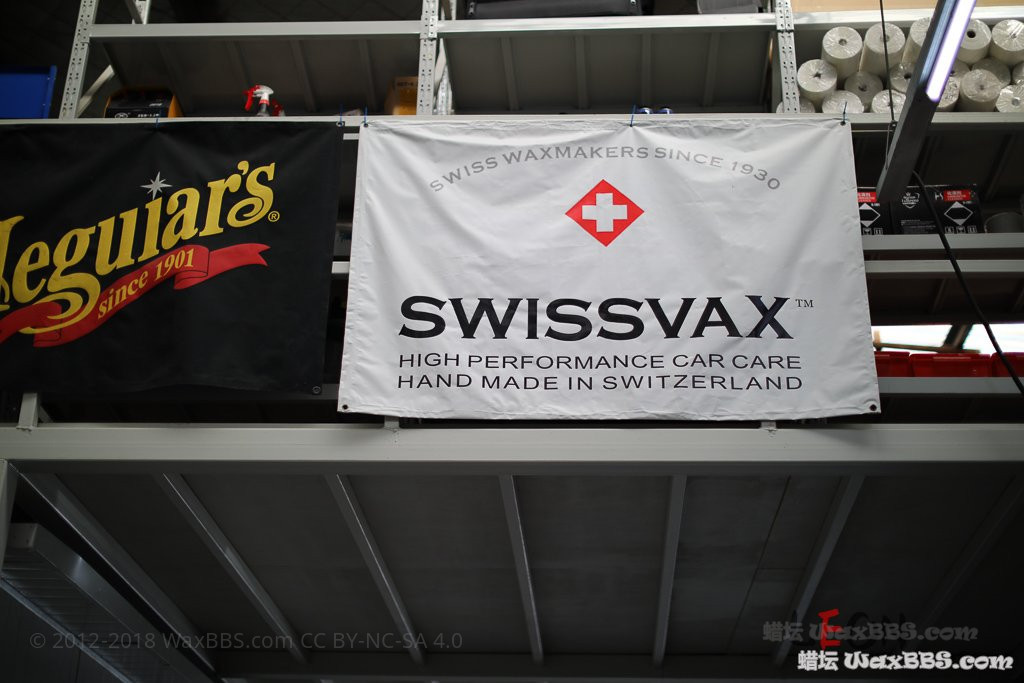 Meguiar's®
since 1901
SWISS WAXMAKERS SINCE 1930
SWISSVAX™
HIGH PERFORMANCE CAR CARE
HAND MADE IN SWITZERLAND
© 2012-2018 WaxBBS.com CC BY-NC-SA 4.0
蜡坛 WaxBBS.com
蜡坛 WaxBBS.com